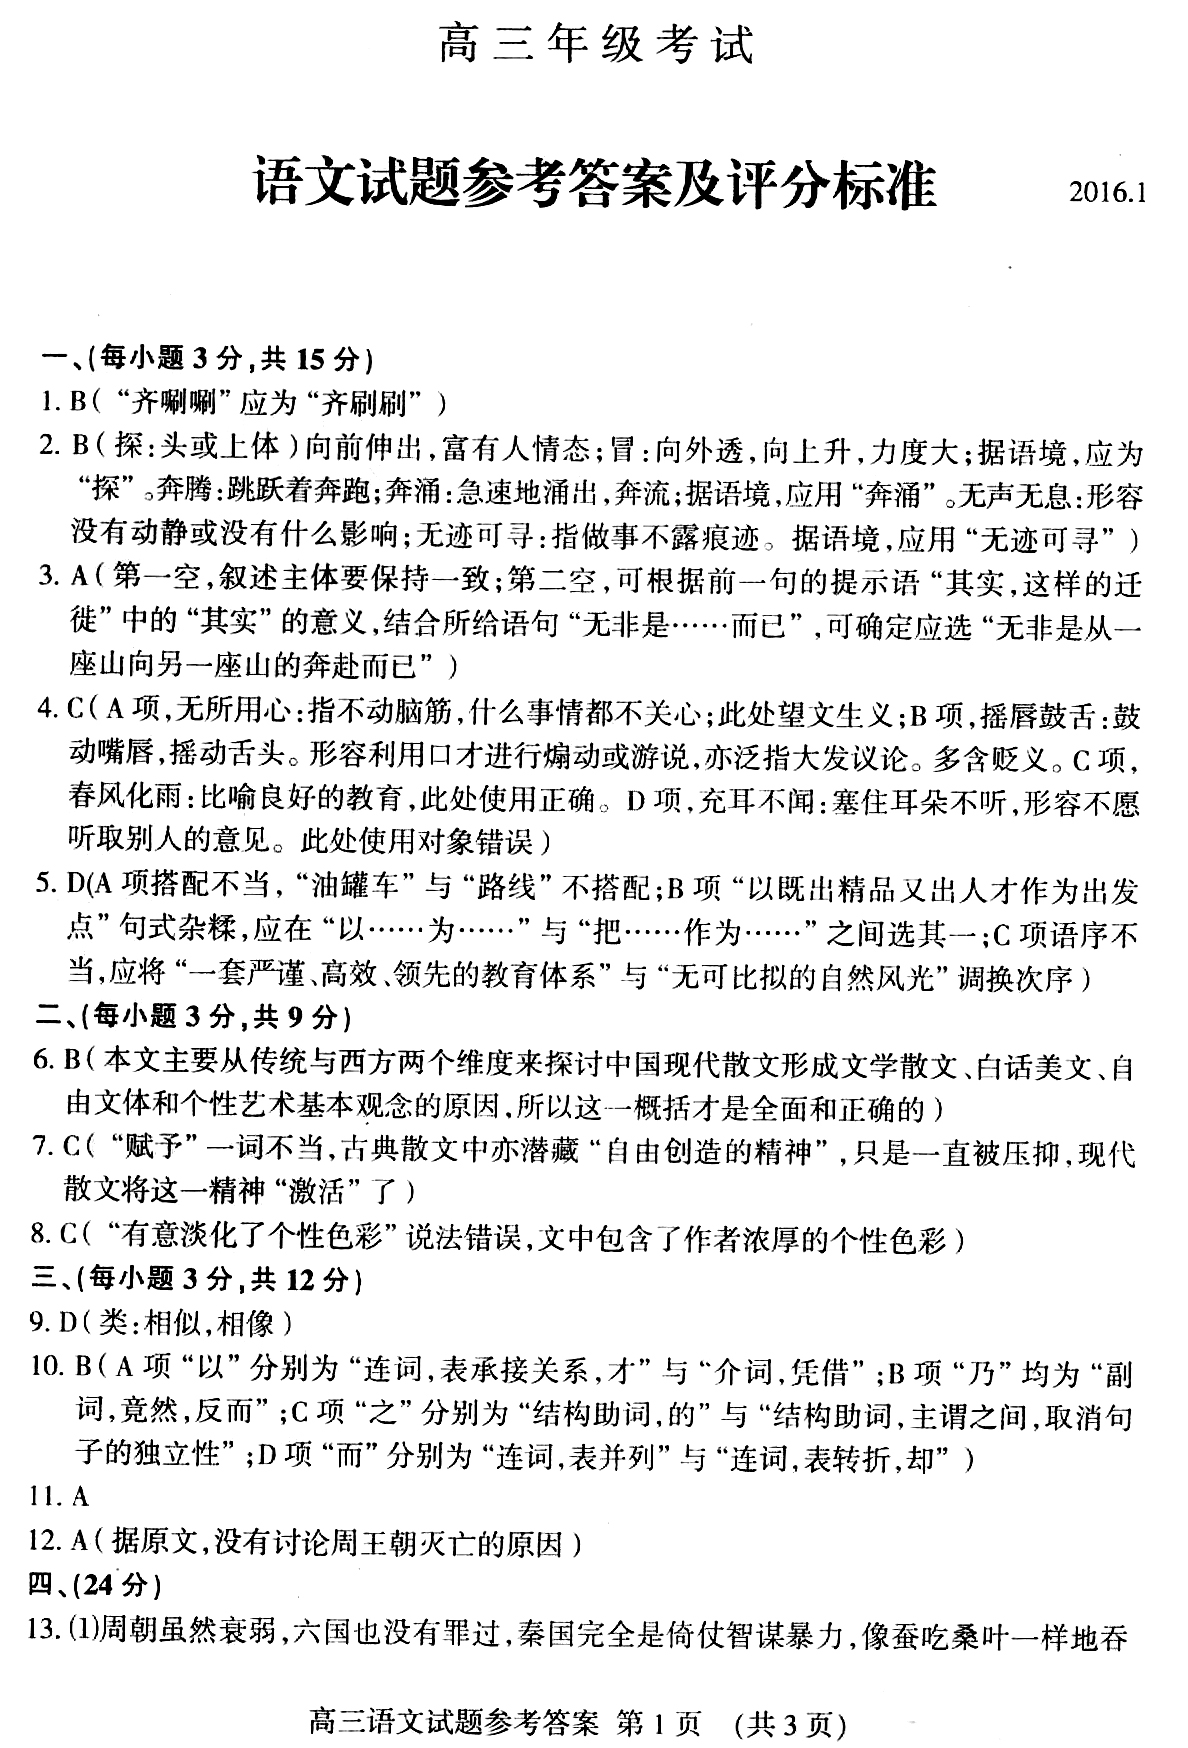 高三年级考试
语文试题参考答案及评分标准 2016.1
一、(每小题 3 分,共 15 分)
1. B(“齐唰唰”应为“齐刷刷”)
2. B(探:头或上体)向前伸出,富有人情态;冒:向外透,向上升,力度大;据语境,应为
“探”。奔腾:跳跃着奔跑;奔涌:急速地涌出,奔流;据语境,应用“奔涌”。无声无息:形容
没有动静或没有什么影响;无迹可寻:指做事不露痕迹。据语境,应用“无迹可寻”)
3. A(第一空,叙述主体要保持一致;第二空,可根据前一句的提示语“其实,这样的迁
徙”中的“其实”的意义,结合所给语句“无非是……而已”,可确定应选“无非是从一
座山向另一座山的奔赴而已”)
4. C(A 项,无所用心:指不动脑筋,什么事情都不关心;此处望文生义;B 项,摇唇鼓舌:鼓
动嘴唇,摇动舌头。形容利用口才进行煽动或游说,亦泛指大发议论。多含贬义。C 项,
春风化雨:比喻良好的教育,此处使用正确。D 项,充耳不闻:塞住耳朵不听,形容不愿
听取别人的意见。此处使用对象错误)
5. D(A 项搭配不当,“油罐车”与“路线”不搭配;B 项“以既出精品又出人才作为出发
点”句式杂糅,应在“以……为……”与“把……作为……”之间选其一;C 项语序不
当,应将“一套严谨、高效、领先的教育体系”与“无可比拟的自然风光”调换次序)
二、(每小题 3 分,共 9 分)
6. B(本文主要从传统与西方两个维度来探讨中国现代散文形成文学散文、白话美文、自
由文体和个性艺术基本观念的原因,所以这一概括才是全面和正确的)
7. C(“赋予”一词不当,古典散文中亦潜藏“自由创造的精神”,只是一直被压抑,现代
散文将这一精神“激活”了)
8. C(“有意淡化了个性色彩”说法错误,文中包含了作者浓厚的个性色彩)
三、(每小题 3 分,共 12 分)
9. D(类:相似,相像)
10. B(A 项“以”分别为“连词,表承接关系,才”与“介词,凭借”;B 项“乃”均为“副
词,竟然,反而”;C 项“之”分别为“结构助词,的”与“结构助词,主谓之间,取消句
子的独立性”;D 项“而”分别为“连词,表并列”与“连词,表转折,却”)
11. A
12. A(据原文,没有讨论周王朝灭亡的原因)
四、(24 分)
13. (1)周朝虽然衰弱,六国也没有罪过,秦国完全是倚仗智谋暴力,像蚕吃桑叶一样地吞
高三语文试题参考答案 第 1 页 (共 3 页)